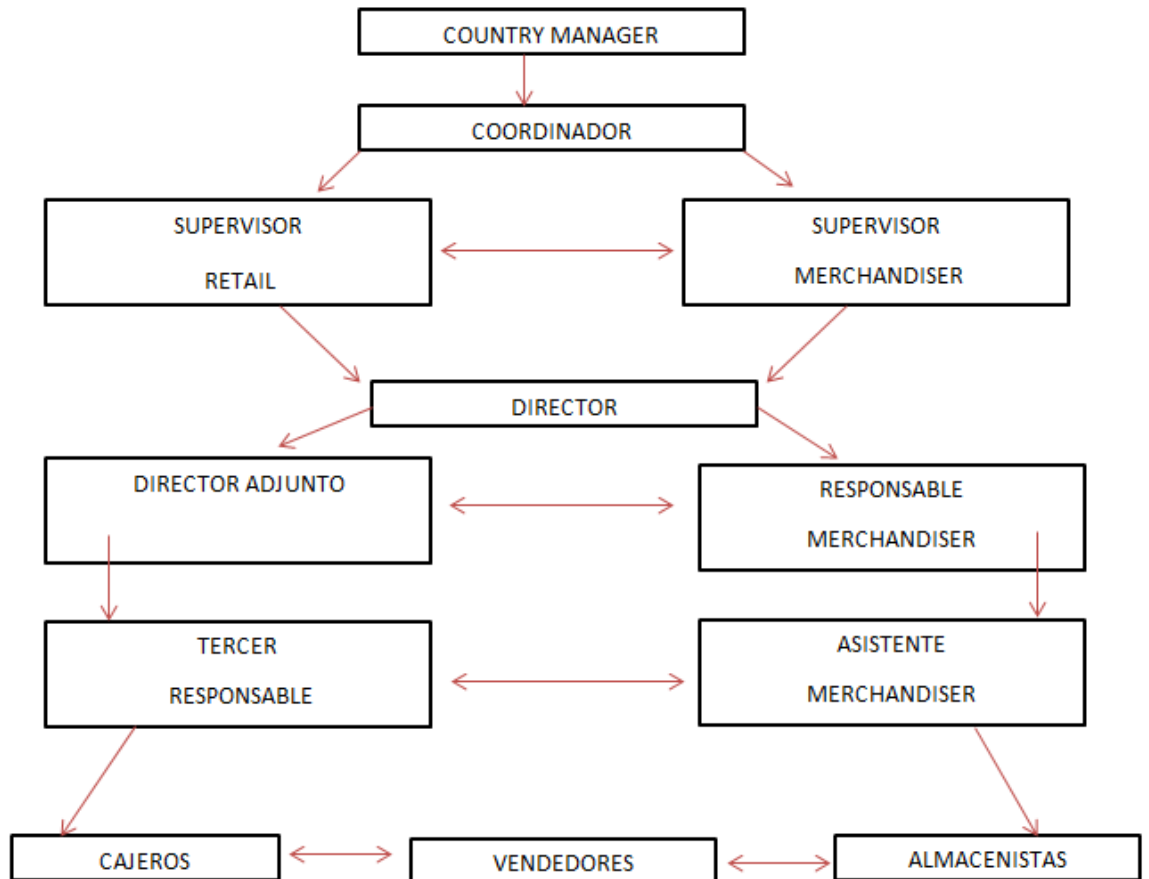 COUNTRY MANAGER
COORDINADOR
SUPERVISOR
RETAIL
SUPERVISOR
MERCHANDISER
DIRECTOR
DIRECTOR ADJUNTO
RESPONSABLE
MERCHANDISER
TERCER
RESPONSABLE
ASISTENTE
MERCHANDISER
CAJEROS
VENDEDORES
ALMACENISTAS